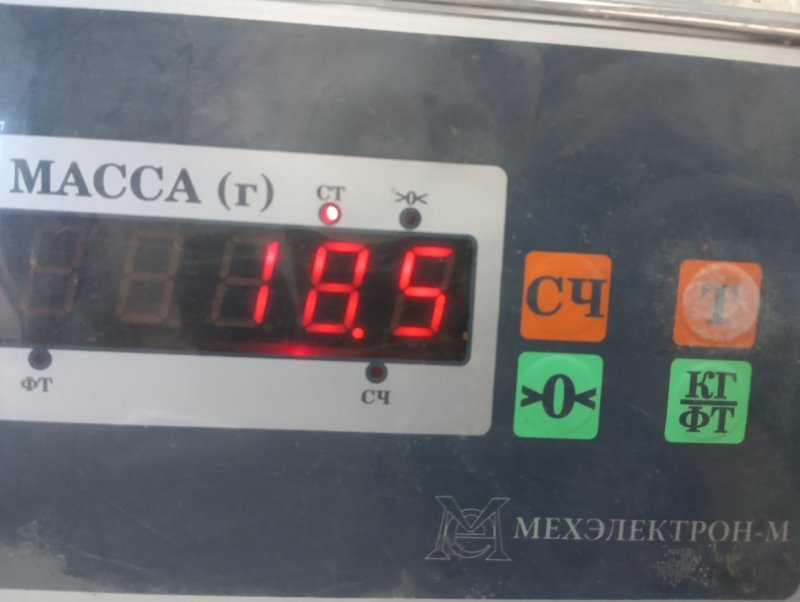 МАССА (г)
СТ >0<
18.5
ФТ СЧ
СЧ Т
>0< КГ
ФТ
МЕХЭЛЕКТРОН-М